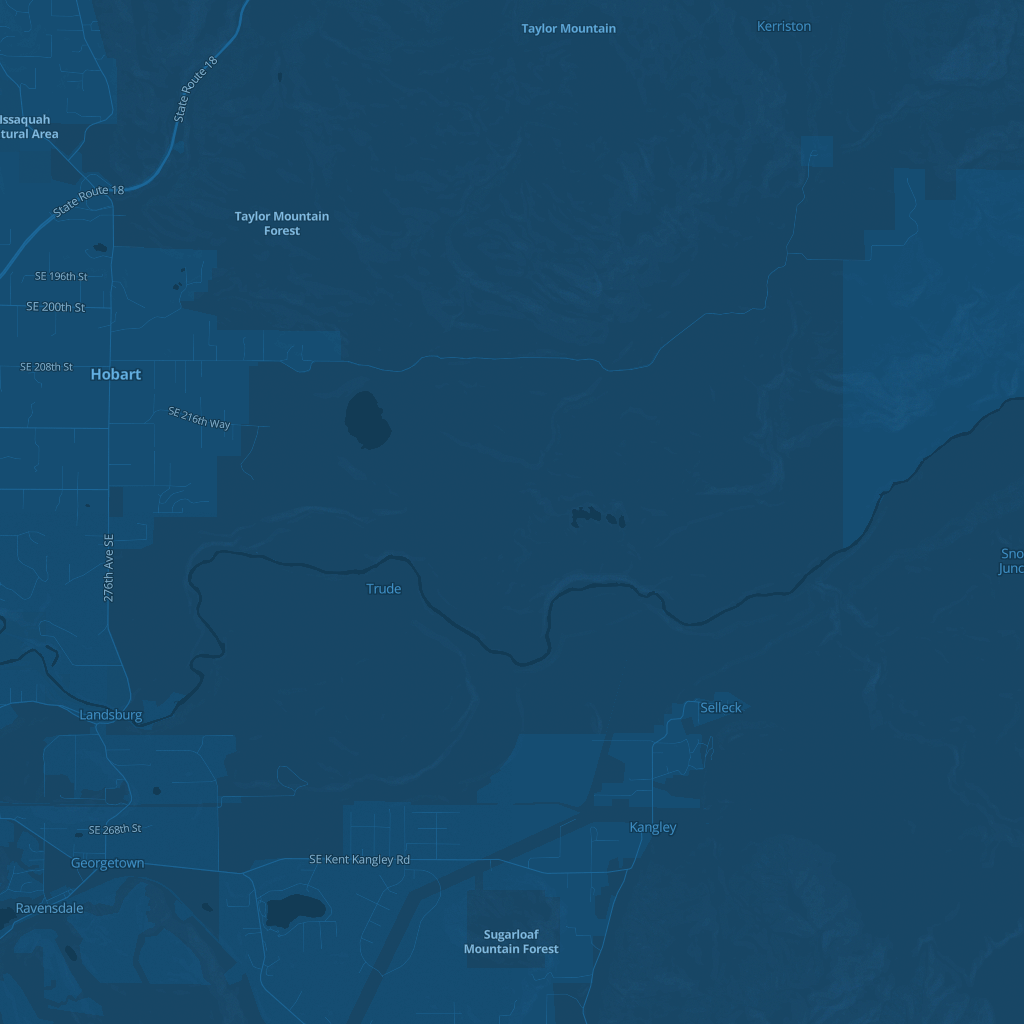 Taylor Mountain
Kerriston
State Route 18
Issaquah
tural Area
State Route 18
Taylor Mountain
Forest
SE 196th St
SE 200th St
SE 208th St
Hobart
SE 216th Way
276th Ave SE
Sno
Junc
Trude
Landsburg
Selleck
SE 268th St
Kangley
Georgetown
SE Kent Kangley Rd
Ravensdale
Sugarloaf
Mountain Forest